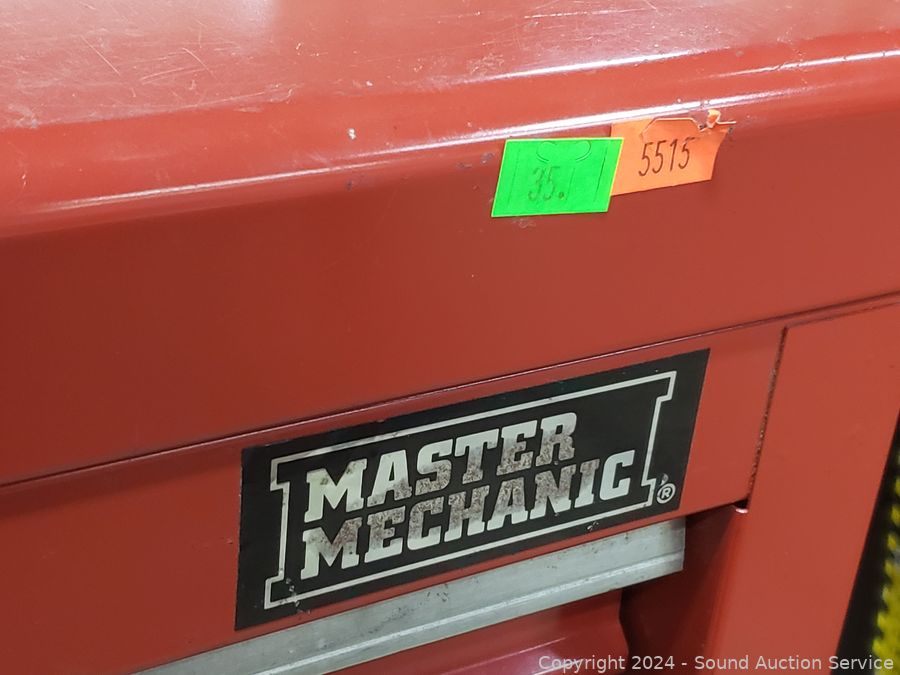 35.
5515
MASTER
MECHANIC
®
Copyright 2024 - Sound Auction Service